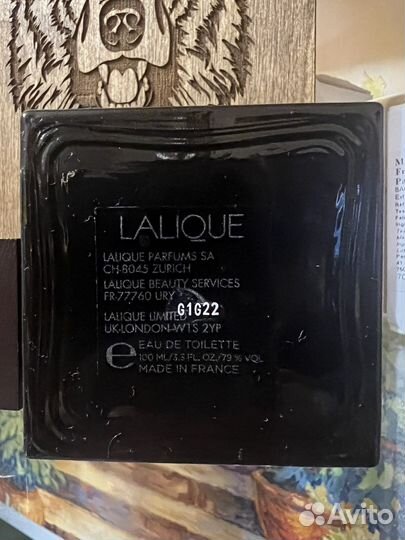 LALIQUE
LALIQUE PARFUMS SA
CH-8045 ZURICH
LALIQUE BEAUTY SERVICES
FR-77760 URY
LALIQUE LIMITED
G1G22
UK-LONDON-W1S 2YP
e EAU DE TOILETTE
100 ML/3.3 FL. OZ./79 % VOL
MADE IN FRANCE
Avito